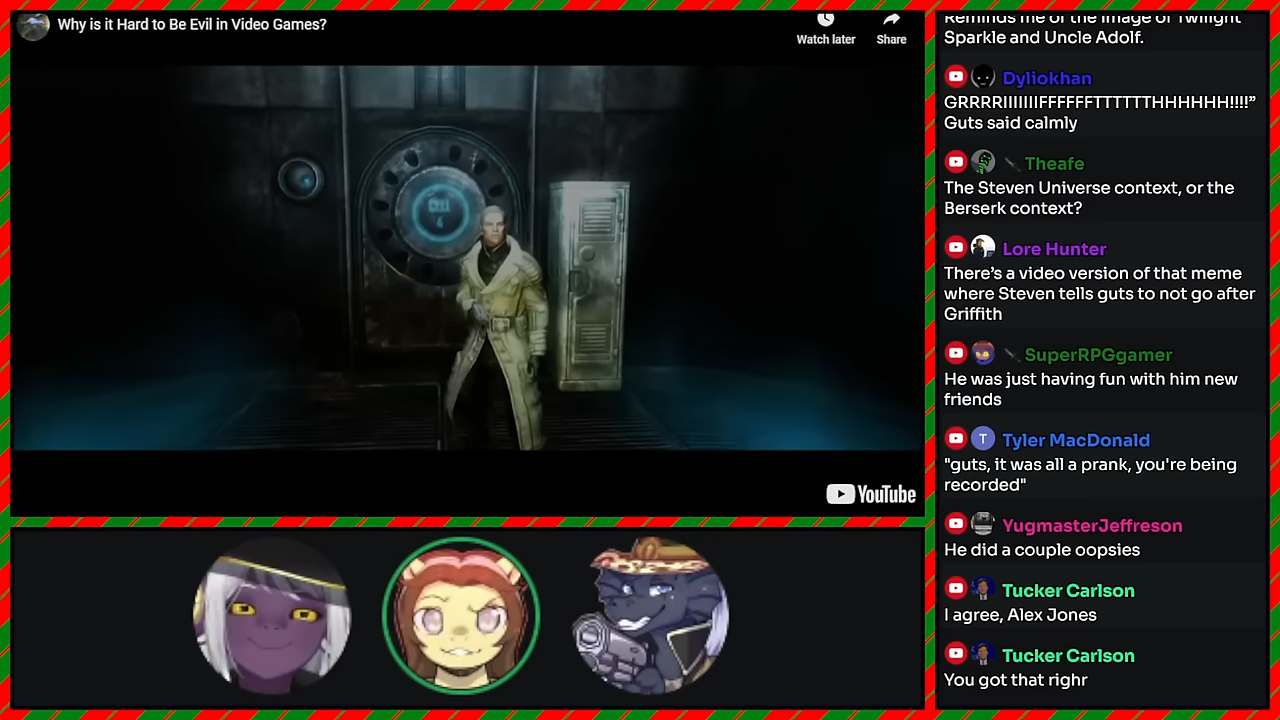 Why is it Hard to Be Evil in Video Games?
Watch later
Share
CELL
YouTube
Reminds me of the image of Twilight
Sparkle and Uncle Adolf.
Dyliokhan
GRRRRIIIIIIIFFFFFFTTTTTTHHHHHH!!!!”
Guts said calmly
Theafe
The Steven Universe context, or the
Berserk context?
Lore Hunter
There’s a video version of that meme
where Steven tells guts to not go after
Griffith
SuperRPGgamer
He was just having fun with him new
friends
T
Tyler MacDonald
"guts, it was all a prank, you're being
recorded"
YugmasterJeffreson
He did a couple oopsies
Tucker Carlson
I agree, Alex Jones
Tucker Carlson
You got that righr